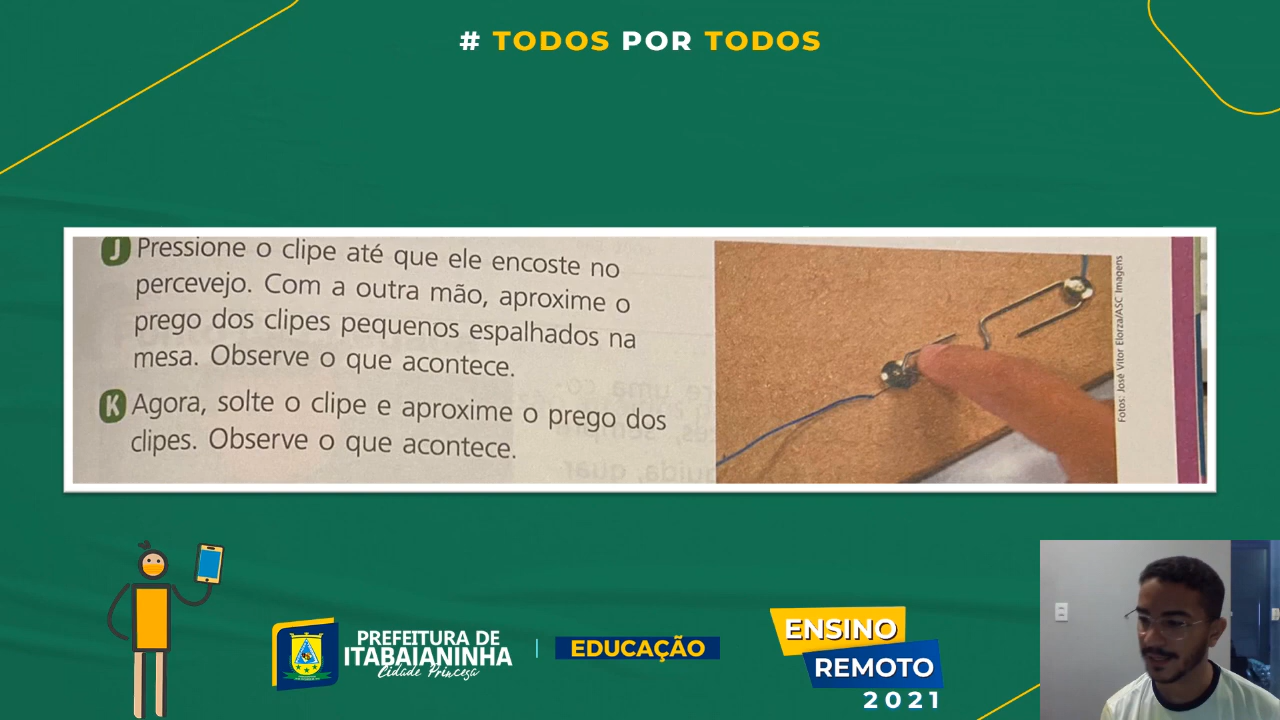 # TODOS POR TODOS
J Pressione o clipe até que ele encoste no
percevejo. Com a outra mão, aproxime o
prego dos clipes pequenos espalhados na
mesa. Observe o que acontece.
K Agora, solte o clipe e aproxime o prego dos
clipes. Observe o que acontece.
Fotos: José Vitor Elorza/ASC Imagens
PREFEITURA DE
ITABAIANINHA
Cidade Princesa
EDUCAÇÃO
ENSINO
REMOTO
2021